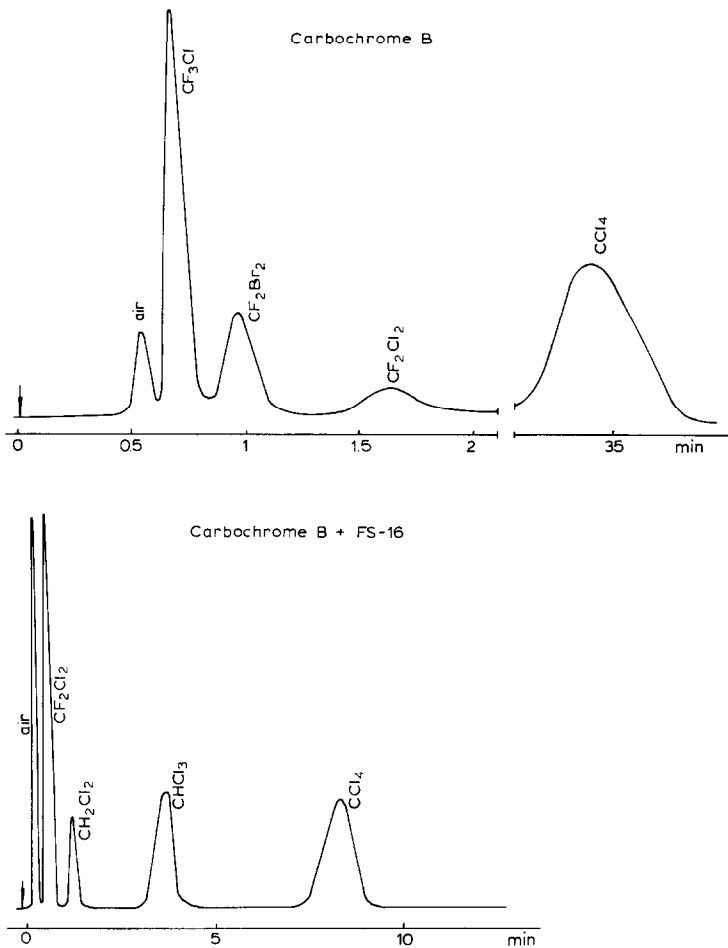 Carbochrome B
CF₃Cl
air
CF₂Br₂
CF₂Cl₂
CCl₄
0 0.5 1 1.5 2 35 min
Carbochrome B + FS-16
air
CF₂Cl₂
CH₂Cl₂
CHCl₃
CCl₄
0 5 10 min